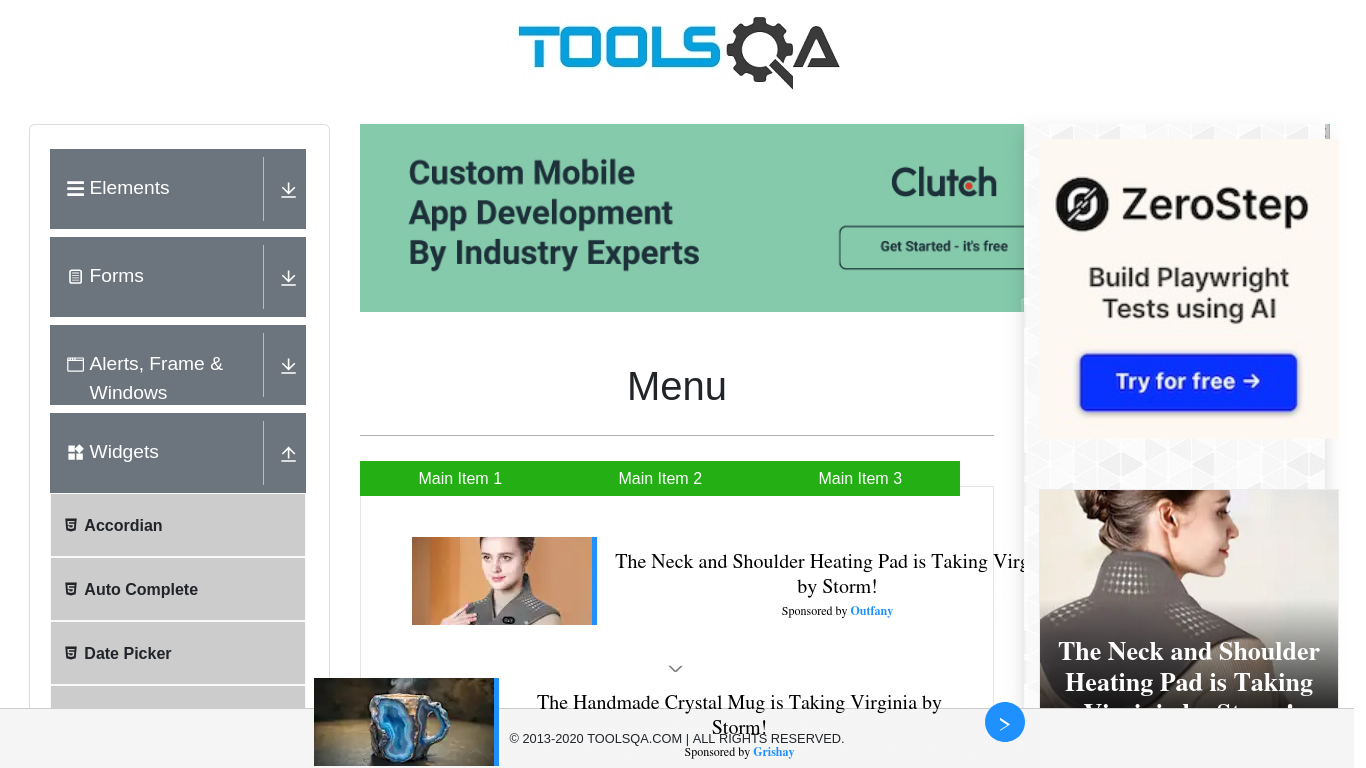 TOOLSQA
Elements
Forms
Alerts, Frame &
Windows
Widgets
Accordian
Auto Complete
Date Picker
Custom Mobile
App Development
By Industry Experts
Clutch
Get Started - it's free
Menu
Main Item 1
Main Item 2
Main Item 3
The Neck and Shoulder Heating Pad is Taking Virg
by Storm!
Sponsored by Outfany
The Handmade Crystal Mug is Taking Virginia by
Storm!
Sponsored by Grishay
© 2013-2020 TOOLSQA.COM | ALL RIGHTS RESERVED.
ZeroStep
Build Playwright
Tests using AI
Try for free →
The Neck and Shoulder
Heating Pad is Taking